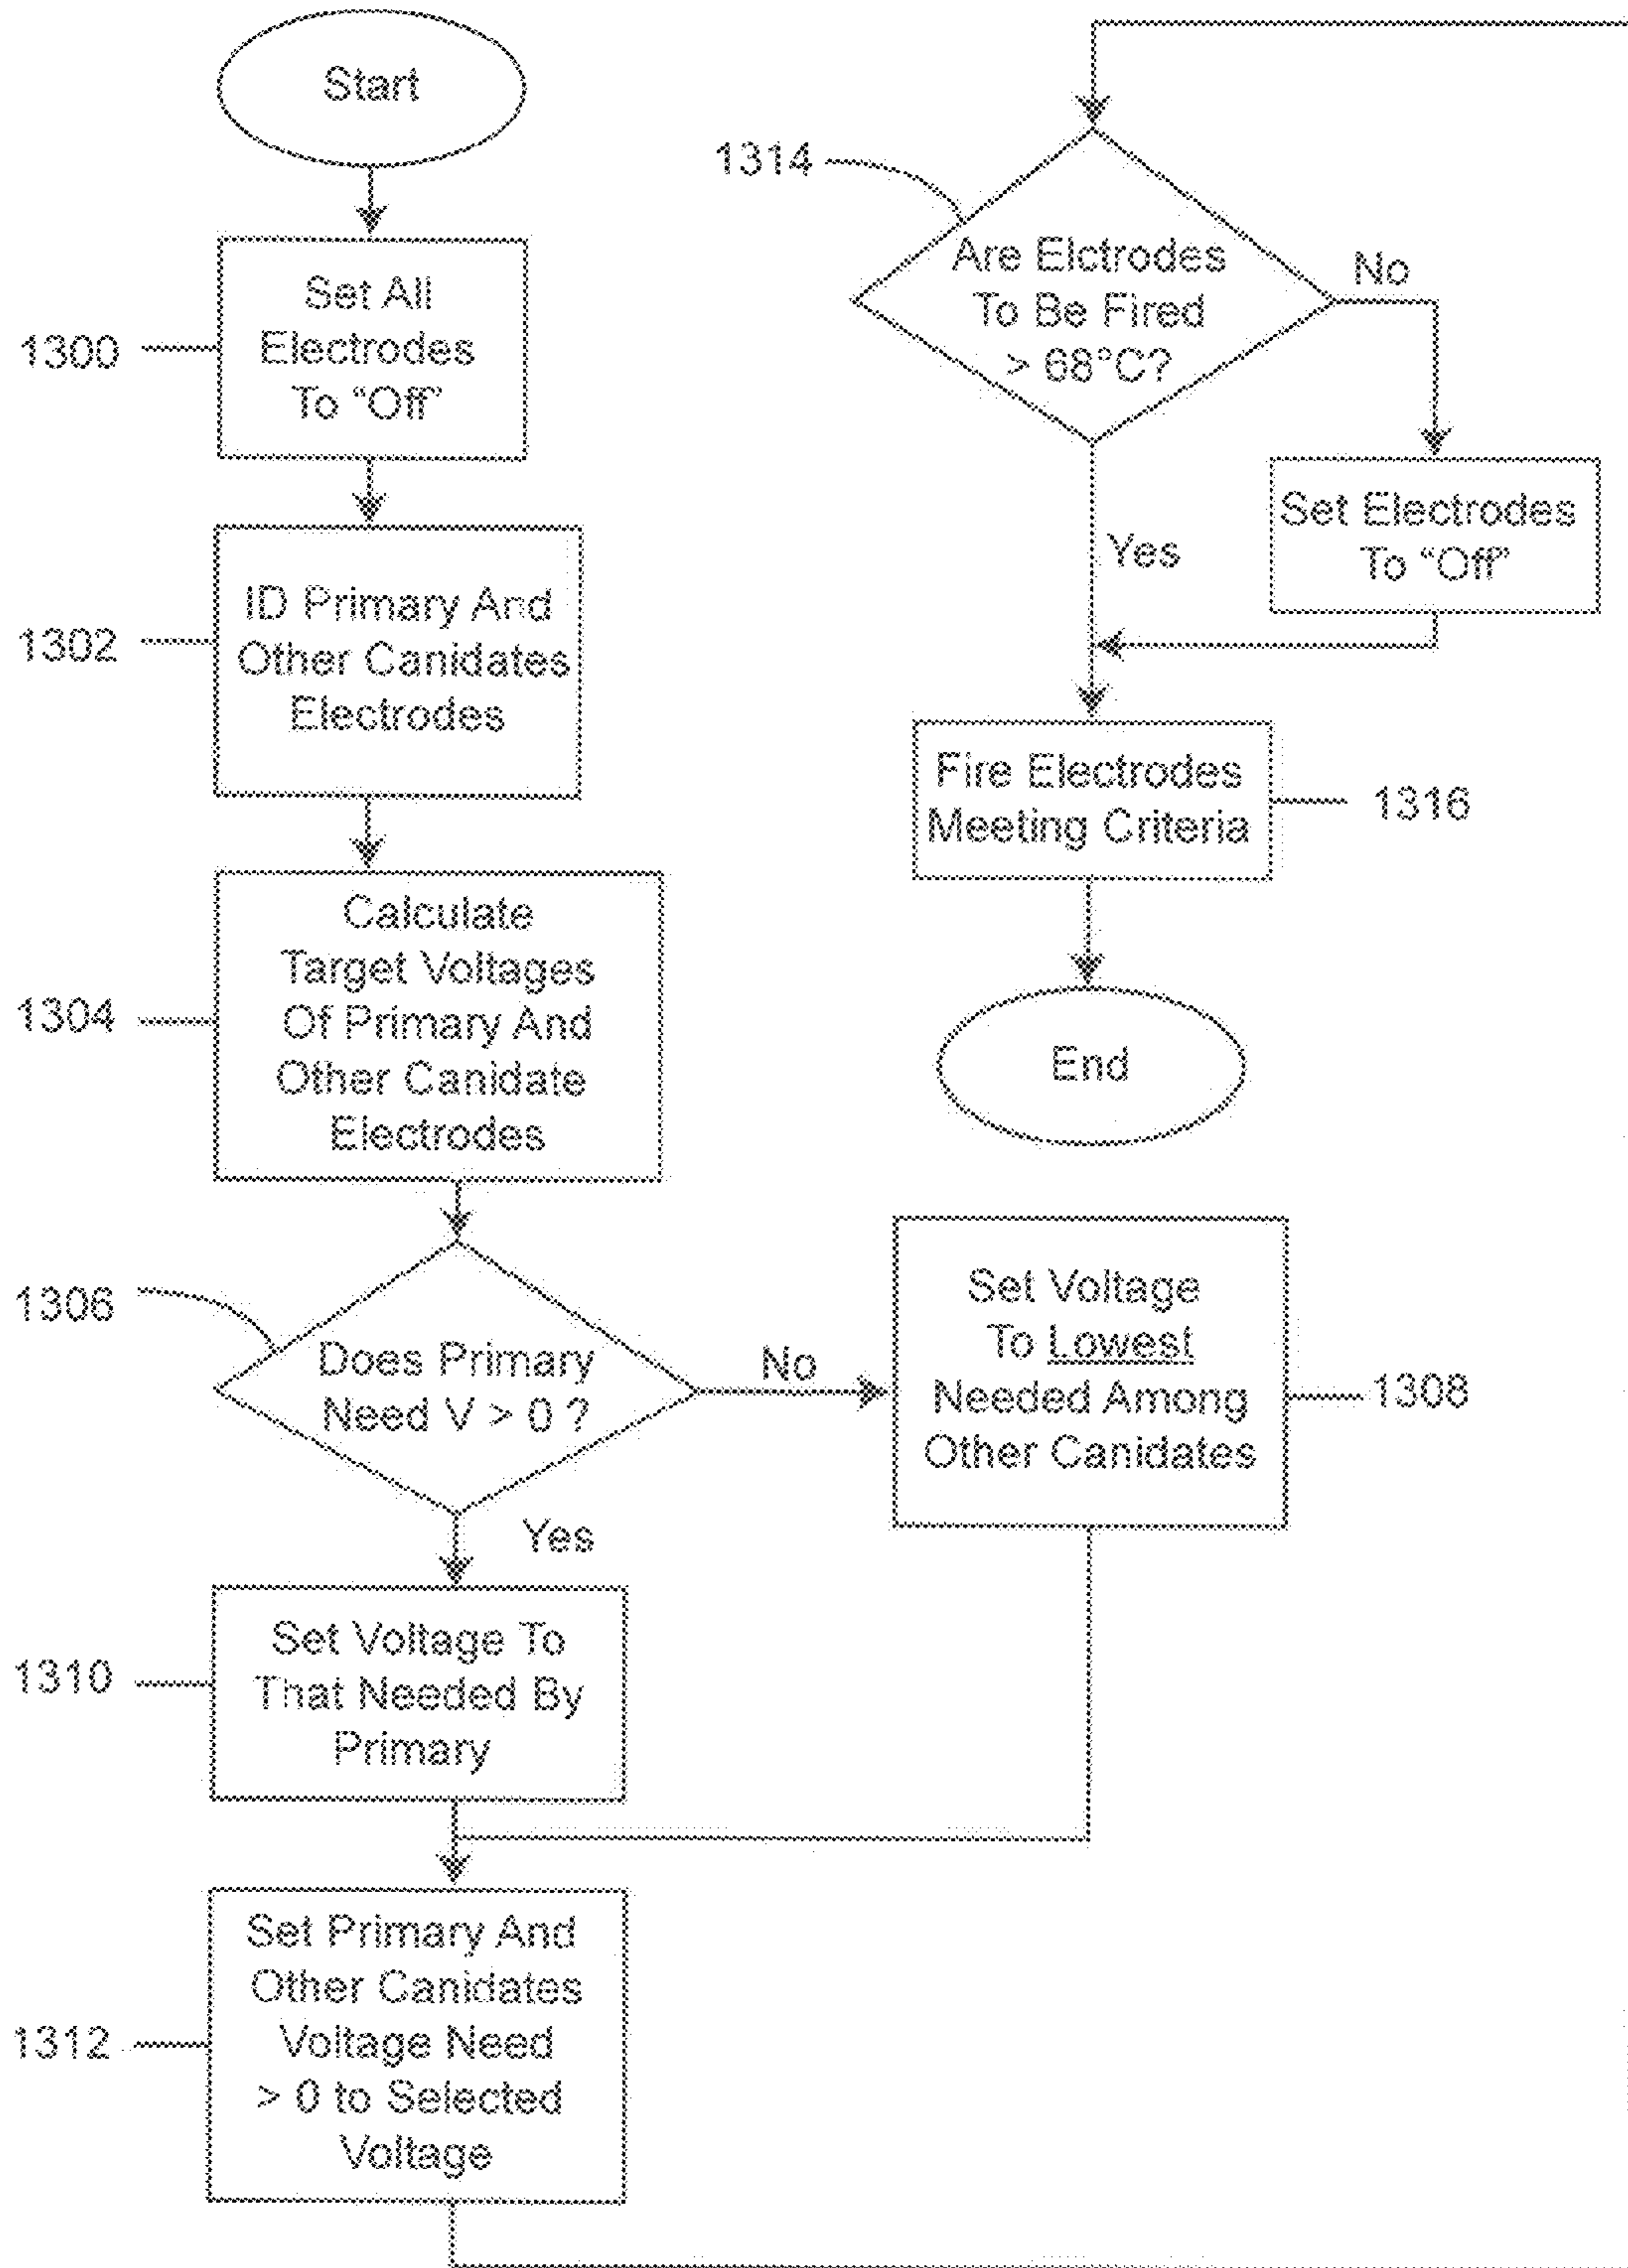 Start
1300
Set All
Electrodes
To "Off"
1302
ID Primary And
Other Canidates
Electrodes
1304
Calculate
Target Voltages
Of Primary And
Other Canidate
Electrodes
1306
Does Primary
Need V > 0 ?
No
Yes
Set Voltage
To Lowest
Needed Among
Other Canidates
1308
1310
Set Voltage To
That Needed By
Primary
1312
Set Primary And
Other Canidates
Voltage Need
> 0 to Selected
Voltage
1314
Are Elctrodes
To Be Fired
> 68°C?
No
Set Electrodes
To "Off"
Yes
Fire Electrodes
Meeting Criteria
1316
End